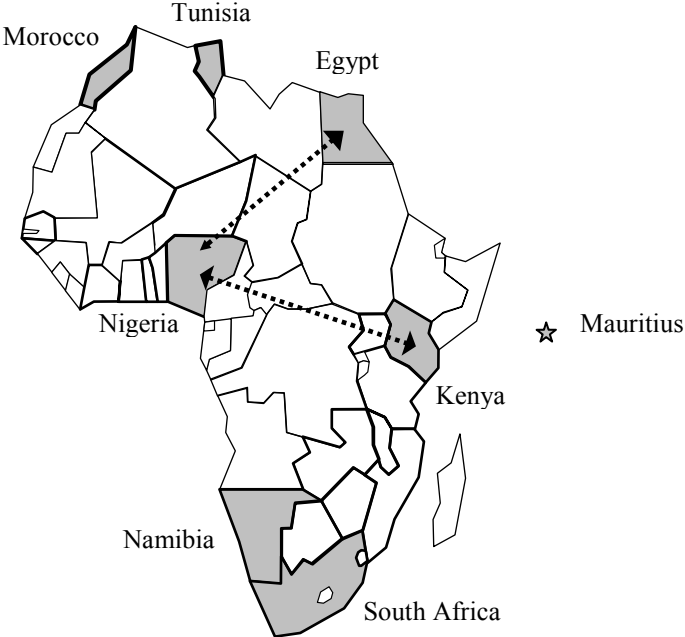 Tunisia
Morocco
Egypt
Nigeria
Mauritius
Kenya
Namibia
South Africa